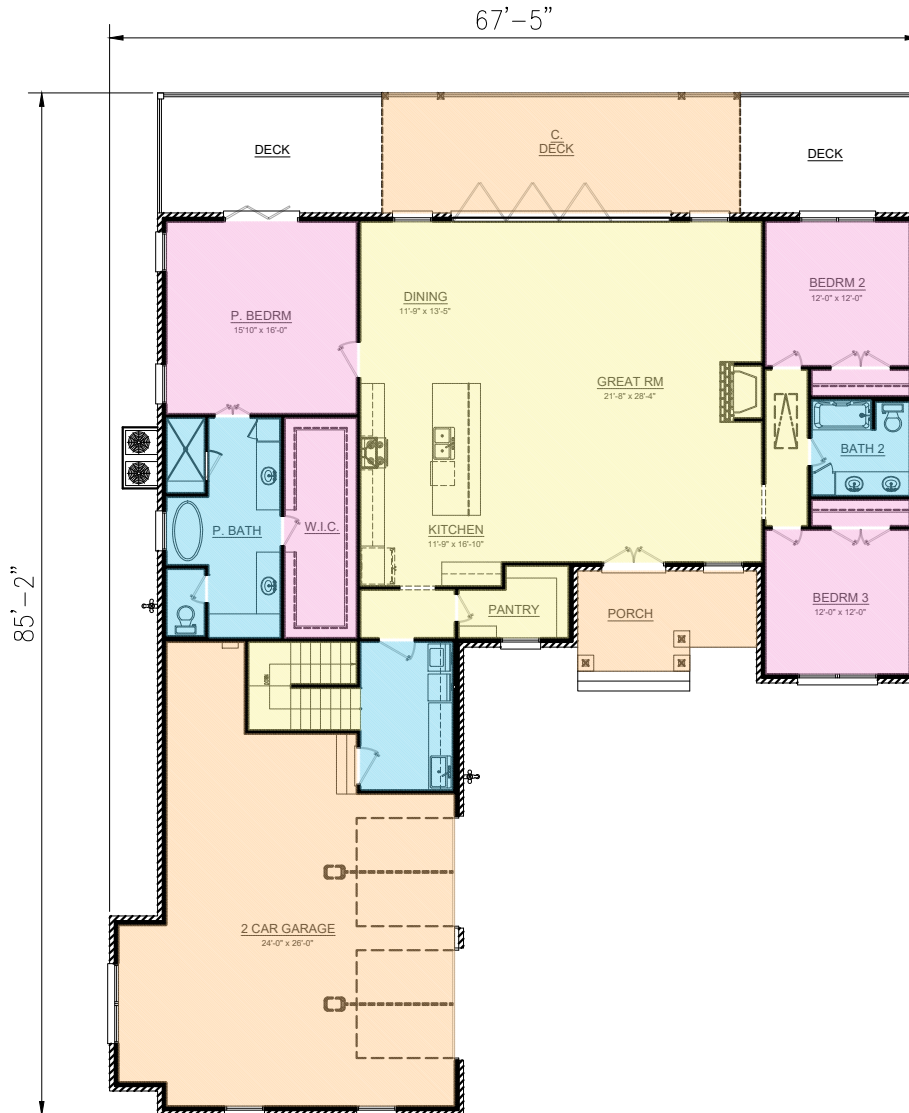 67'-5"
DECK
C.
DECK
DECK
P. BEDRM
15'10" x 16'-0"
DINING
11'-9" x 13'-5"
BEDRM 2
12'-0" x 12'-0"
GREAT RM
21'-8" x 28'-4"
BATH 2
P. BATH
W.I.C.
KITCHEN
11'-9" x 16'-10"
85'-2"
PANTRY
PORCH
BEDRM 3
12'-0" x 12'-0"
2 CAR GARAGE
24'-0" x 26'-0"